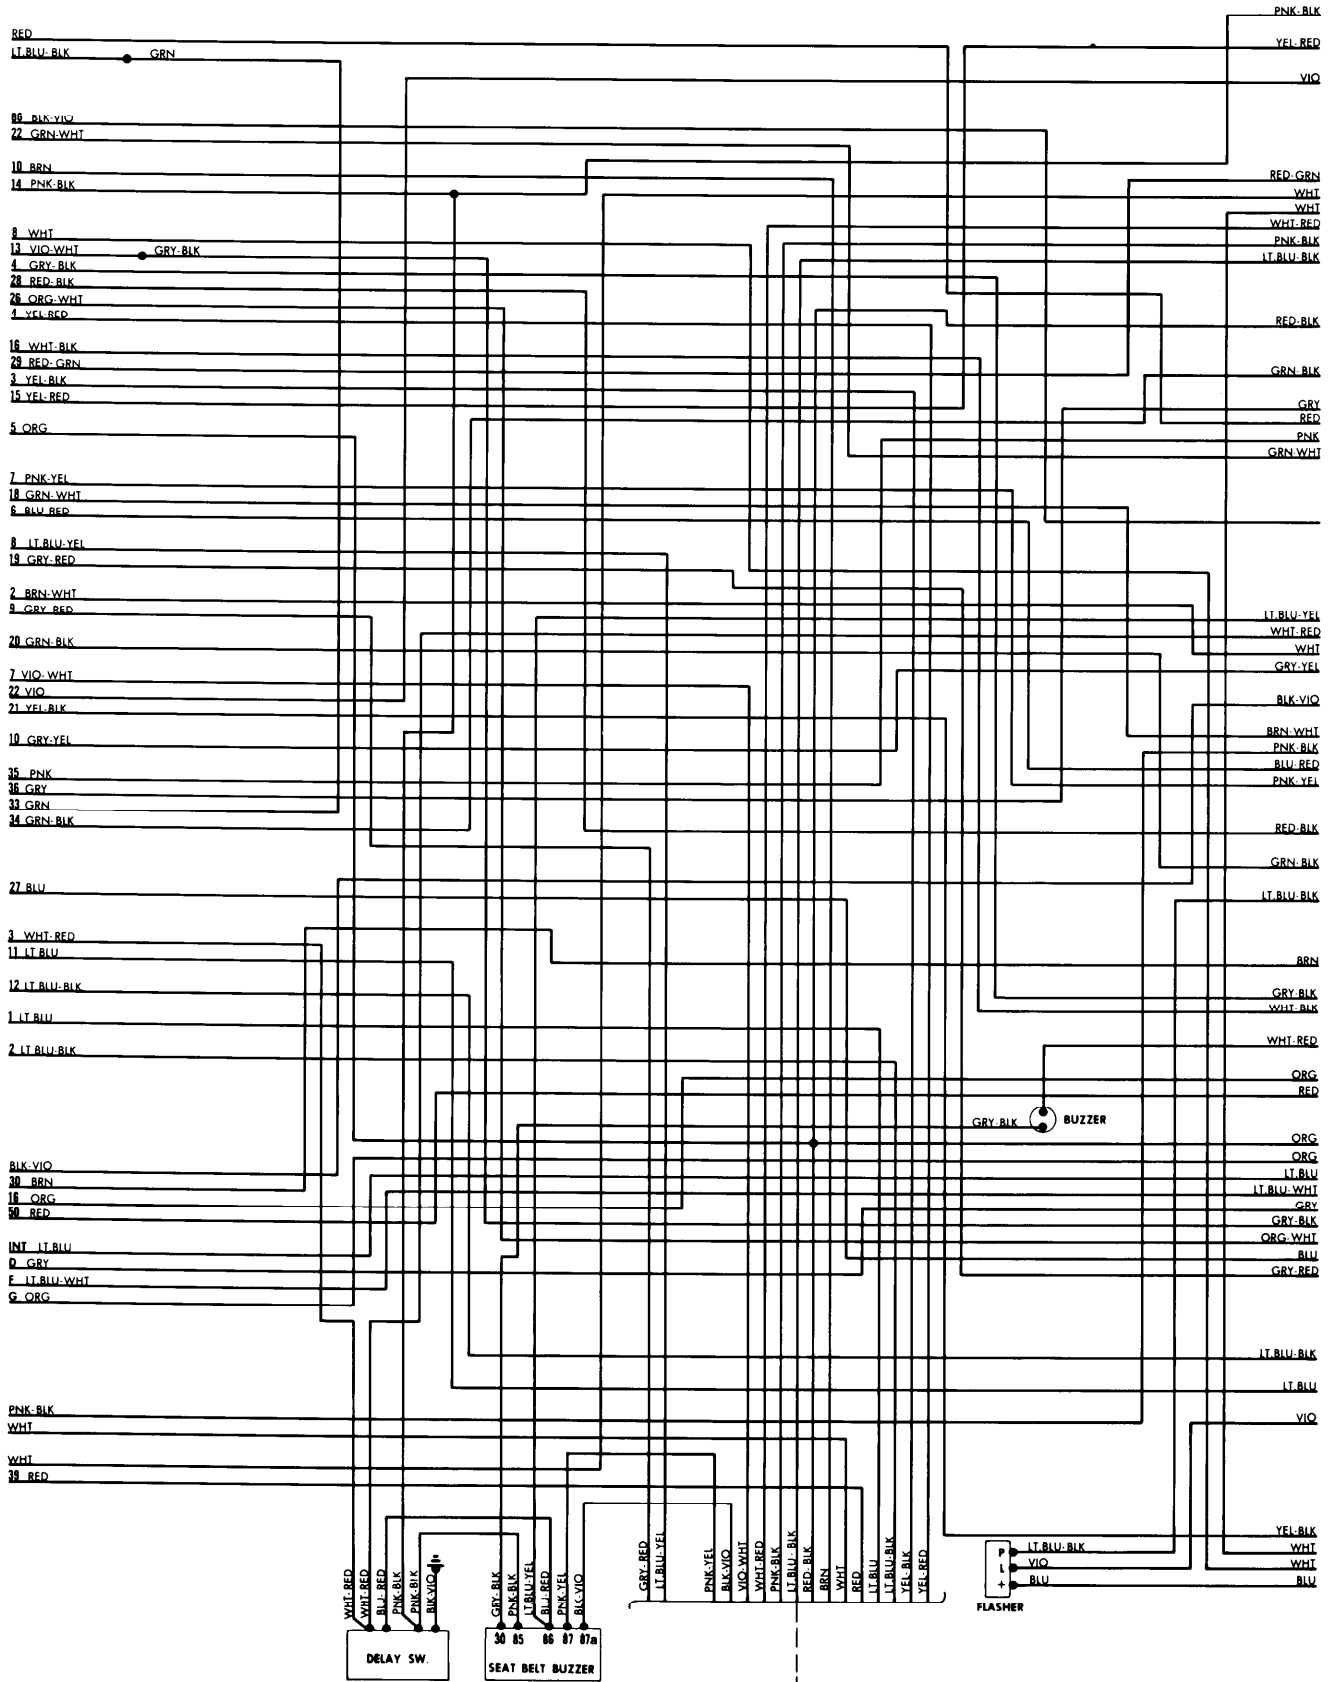 PNK-BLK
RED
YEL-RED
LT.BLU-BLK
GRN
VIO
86 BLK-VIO
22 GRN-WHT
10 BRN
14 PNK-BLK
RED-GRN
WHT
WHT
WHT-RED
8 WHT
PNK-BLK
13 VIO-WHT
GRY-BLK
LT.BLU-BLK
4 GRY-BLK
28 RED-BLK
26 ORG-WHT
1 YEL-RED
RED-BLK
16 WHT-BLK
29 RED-GRN
GRN-BLK
3 YEL-BLK
15 YEL-RED
GRY
RED
5 ORG
PNK
GRN-WHT
7 PNK-YEL
18 GRN-WHT
6 BLU RED
8 LT.BLU-YEL
19 GRY-RED
2 BRN-WHT
9 GRY RED
LT.BLU-YEL
WHT-RED
20 GRN-BLK
WHT
GRY-YEL
7 VIO-WHT
22 VIO
BLK-VIO
21 YEL-BLK
BRN-WHT
10 GRY-YEL
PNK-BLK
BLU-RED
35 PNK
PNK-YEL
36 GRY
33 GRN
34 GRN-BLK
RED-BLK
GRN-BLK
27 BLU
LT.BLU-BLK
3 WHT-RED
11 LT BLU
BRN
12 LT.BLU-BLK
GRY-BLK
WHT-BLK
1 LT BLU
WHT-RED
2 LT BLU-BLK
ORG
RED
GRY-BLK
BUZZER
ORG
ORG
BLK-VIO
LT.BLU
30 BRN
LT.BLU-WHT
16 ORG
GRY
50 RED
GRY-BLK
ORG-WHT
INT LT.BLU
BLU
D GRY
GRY-RED
F LT.BLU-WHT
G ORG
LT.BLU-BLK
LT.BLU
PNK-BLK
VIO
WHT
WHT
39 RED
YEL-BLK
P LT.BLU-BLK
WHT
L VIO
WHT
+ BLU
BLU
FLASHER
WHT-RED
WHT-RED
BLU-RED
PNK-BLK
PNK-BLK
BLK-VIO
GRY-BLK
PNK-BLK
LT.BLU-YEL
BLU-RED
PNK-YEL
BLK-VIO
GRY-RED
LT.BLU-YEL
PNK-YEL
BLK-VIO
VIO-WHT
WHT-RED
PNK-BLK
LT.BLU-BLK
RED-BLK
BRN
WHT
RED
LT.BLU
LT.BLU-BLK
YEL-BLK
YEL-RED
30 85 86 87 87a
DELAY SW.
SEAT BELT BUZZER